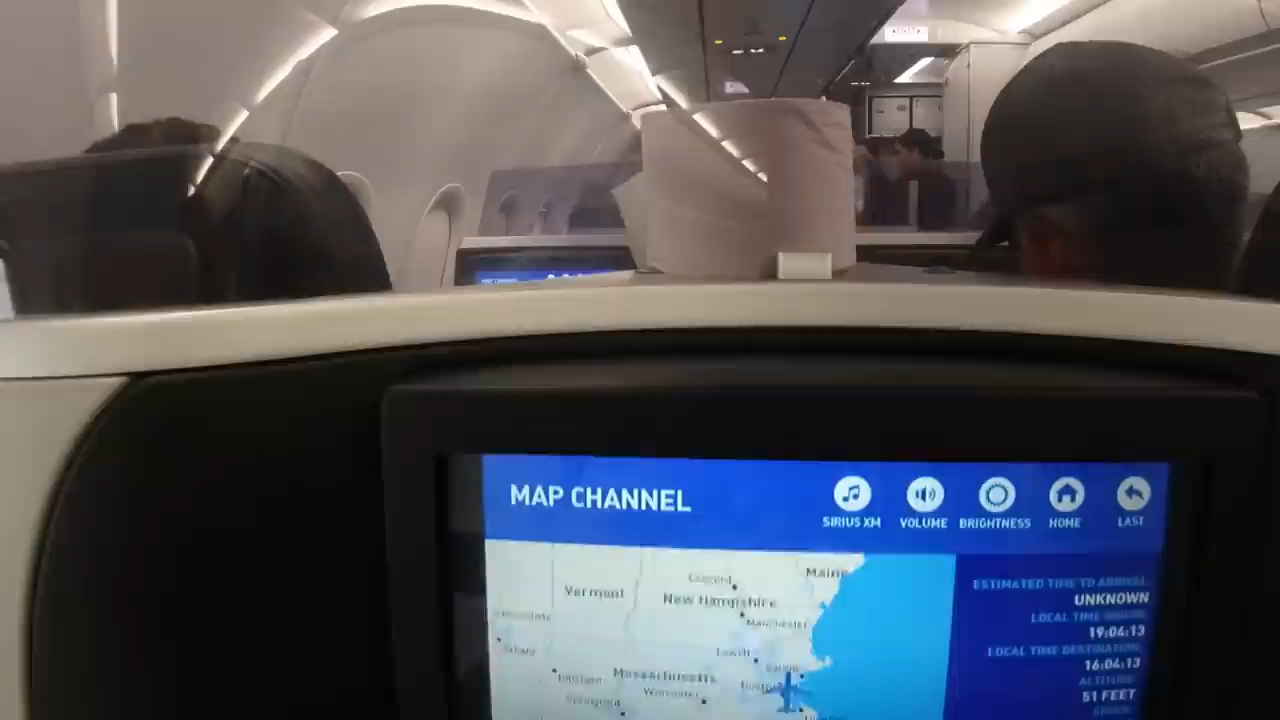 MAP CHANNEL
SIRIUS XM
VOLUME
BRIGHTNESS
HOME
LAST
Maine
Vermont
New Hampshire
Manchester
Massachusetts
Worcester
ESTIMATED TIME TO ARRIVAL:
UNKNOWN
LOCAL TIME
19:04:13
LOCAL TIME DESTINATION:
16:04:13
ALTITUDE:
51 FEET